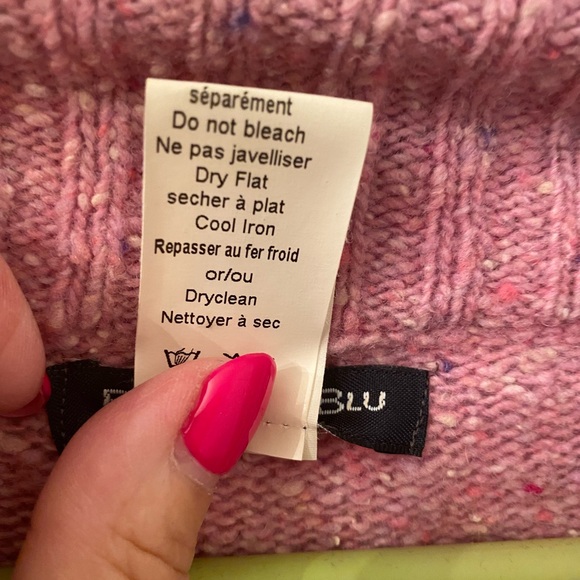 séparément
Do not bleach
Ne pas javelliser
Dry Flat
secher à plat
Cool Iron
Repasser au fer froid
or/ou
Dryclean
Nettoyer à sec
BLU